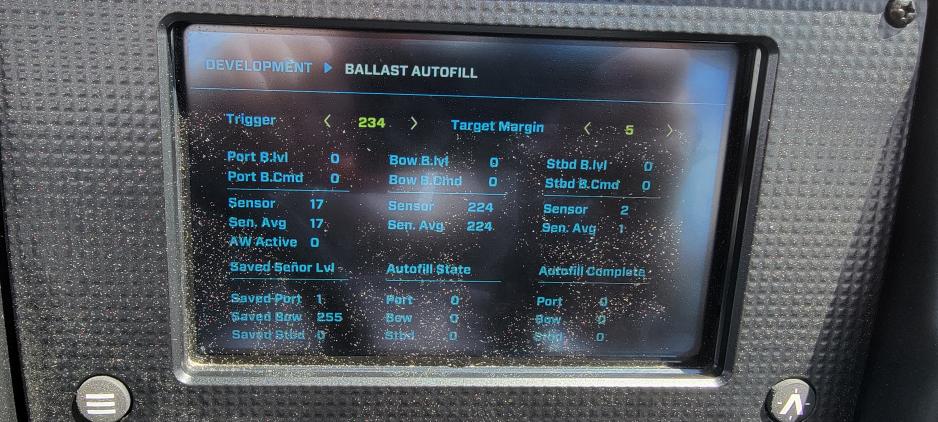 DEVELOPMENT ▶ BALLAST AUTOFILL
Trigger < 234 > Target Margin < 5 >
Port B.lvl 0 Bow B.lvl 0 Stbd B.lvl 0
Port B.Cmd 0 Bow B.Cmd 0 Stbd B.Cmd 0
Sensor 17 Sensor 224 Sensor 2
Sen. Avg 17 Sen. Avg 224 Sen. Avg 1
AW Active 0
Saved Señor Lvl Autofill State Autofill Complete
Saved Port 1 Port 0 Port 0
Saved Bow 255 Bow 0 Bow 0
Saved Stbd 0 Stbd 0 Stbd 0